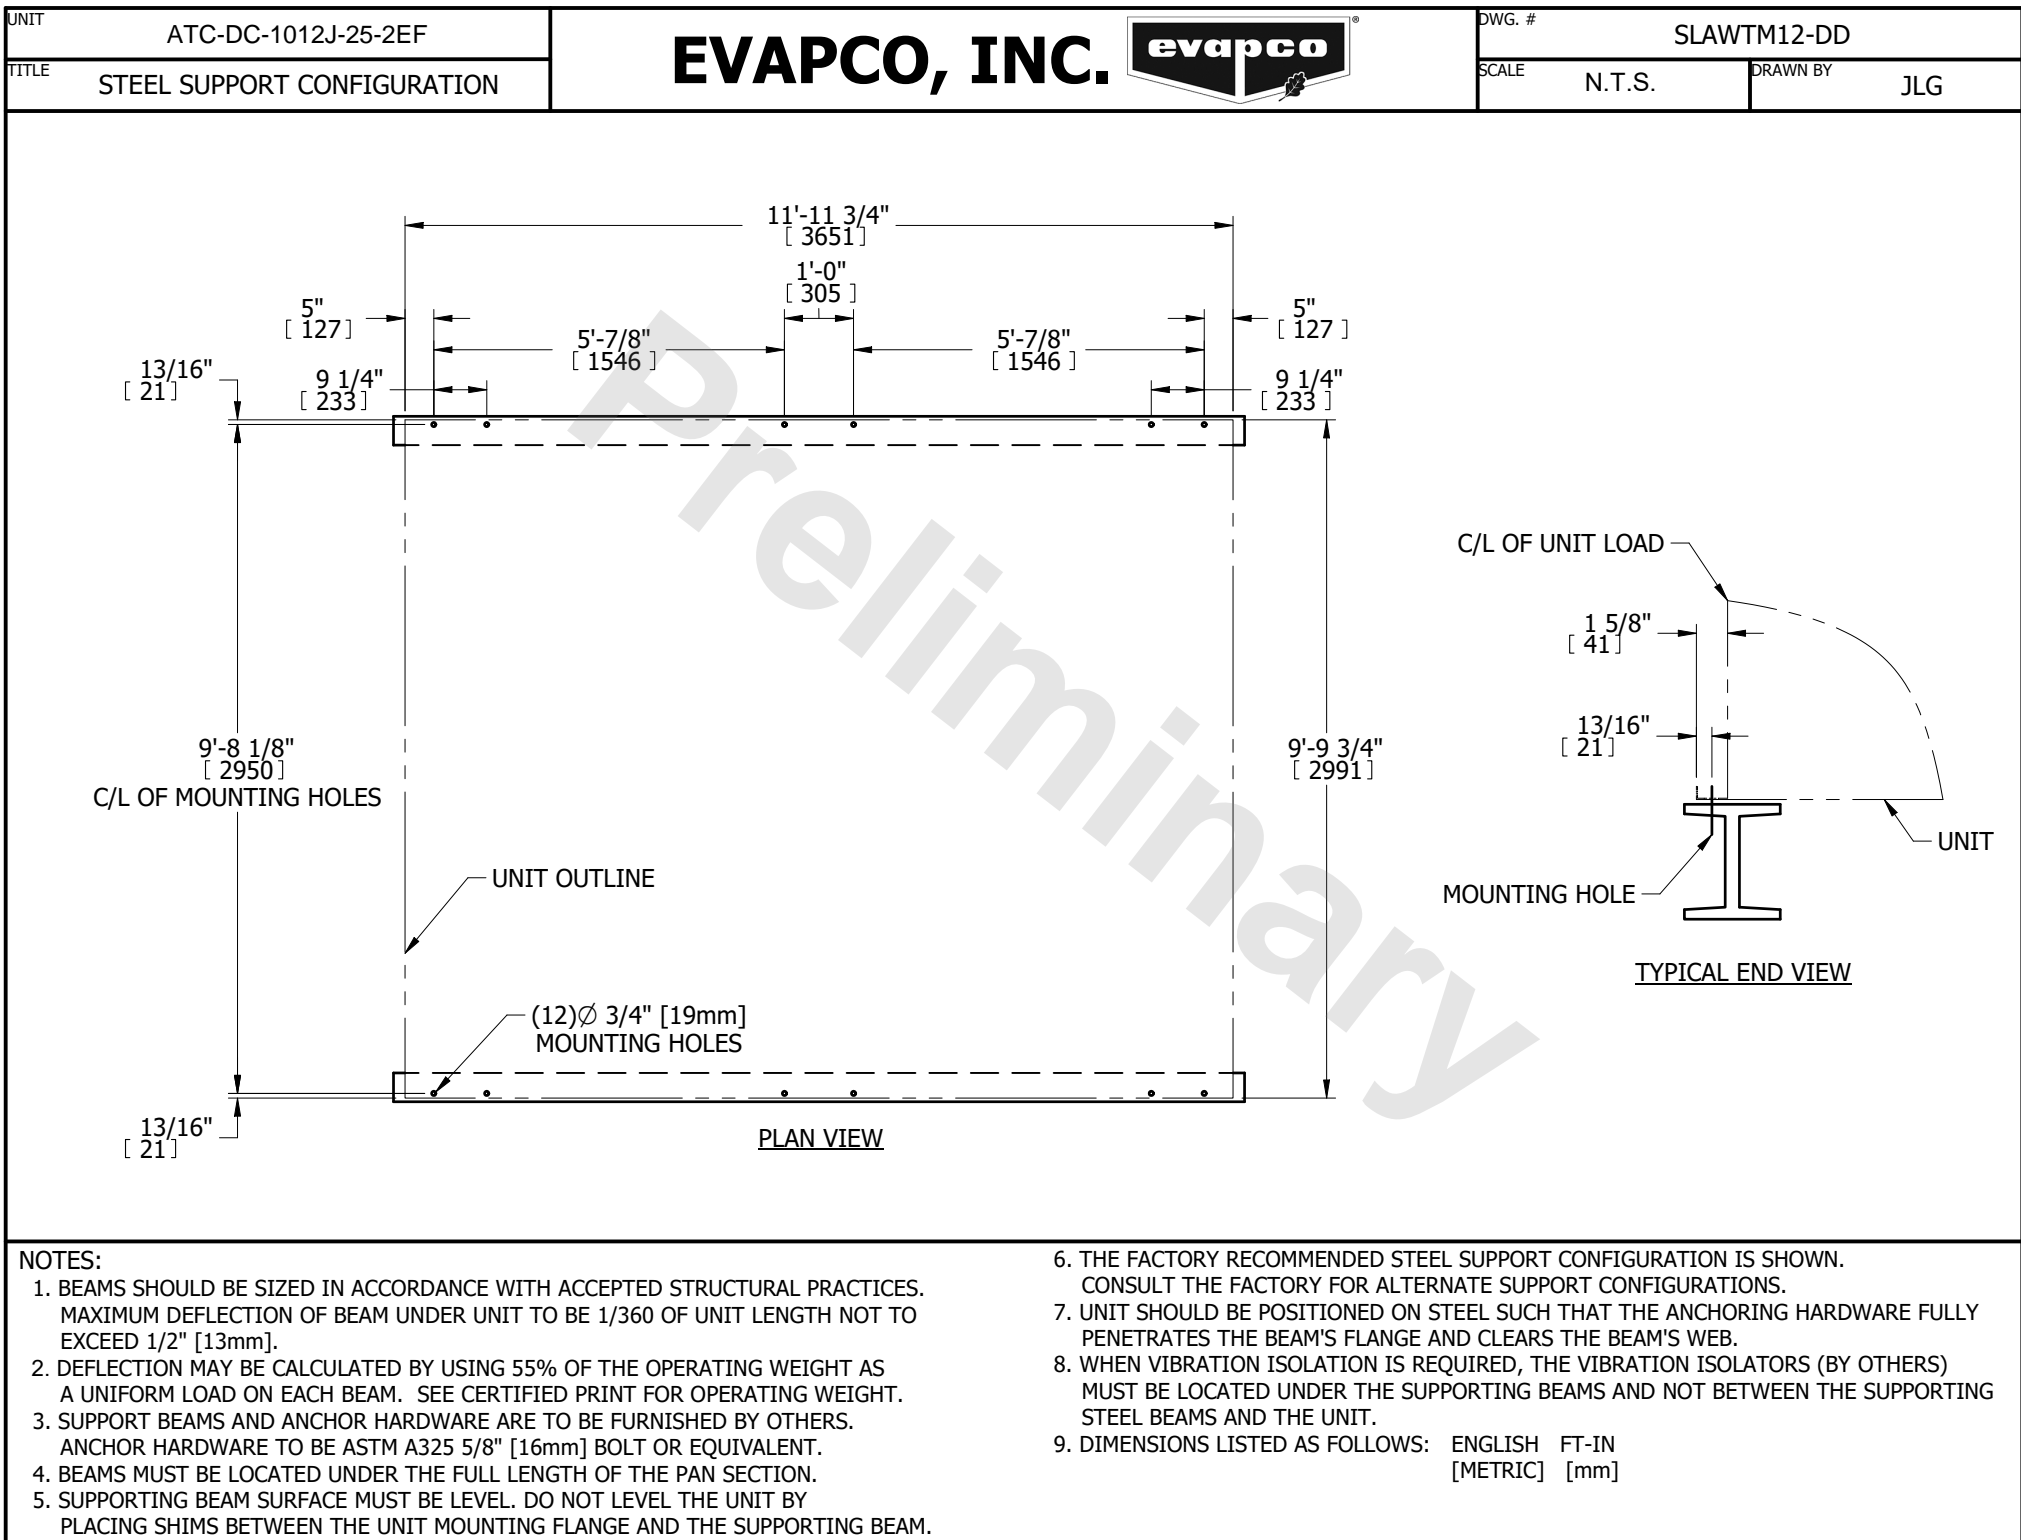 UNIT
ATC-DC-1012J-25-2EF
TITLE
STEEL SUPPORT CONFIGURATION
EVAPCO, INC.
evapco
®
DWG. #
SLAWTM12-DD
SCALE
N.T.S.
DRAWN BY
JLG
11'-11 3/4"
[ 3651 ]
1'-0"
[ 305 ]
5"
[ 127 ]
5'-7/8"
[ 1546 ]
5'-7/8"
[ 1546 ]
5"
[ 127 ]
13/16"
[ 21 ]
9 1/4"
[ 233 ]
9 1/4"
[ 233 ]
Preliminary
C/L OF UNIT LOAD
1 5/8"
[ 41 ]
13/16"
[ 21 ]
9'-8 1/8"
[ 2950 ]
C/L OF MOUNTING HOLES
9'-9 3/4"
[ 2991 ]
UNIT
UNIT OUTLINE
MOUNTING HOLE
TYPICAL END VIEW
(12)∅ 3/4" [19mm]
MOUNTING HOLES
13/16"
[ 21 ]
PLAN VIEW
NOTES:
1. BEAMS SHOULD BE SIZED IN ACCORDANCE WITH ACCEPTED STRUCTURAL PRACTICES.
MAXIMUM DEFLECTION OF BEAM UNDER UNIT TO BE 1/360 OF UNIT LENGTH NOT TO
EXCEED 1/2" [13mm].
2. DEFLECTION MAY BE CALCULATED BY USING 55% OF THE OPERATING WEIGHT AS
A UNIFORM LOAD ON EACH BEAM. SEE CERTIFIED PRINT FOR OPERATING WEIGHT.
3. SUPPORT BEAMS AND ANCHOR HARDWARE ARE TO BE FURNISHED BY OTHERS.
ANCHOR HARDWARE TO BE ASTM A325 5/8" [16mm] BOLT OR EQUIVALENT.
4. BEAMS MUST BE LOCATED UNDER THE FULL LENGTH OF THE PAN SECTION.
5. SUPPORTING BEAM SURFACE MUST BE LEVEL. DO NOT LEVEL THE UNIT BY
PLACING SHIMS BETWEEN THE UNIT MOUNTING FLANGE AND THE SUPPORTING BEAM.
6. THE FACTORY RECOMMENDED STEEL SUPPORT CONFIGURATION IS SHOWN.
CONSULT THE FACTORY FOR ALTERNATE SUPPORT CONFIGURATIONS.
7. UNIT SHOULD BE POSITIONED ON STEEL SUCH THAT THE ANCHORING HARDWARE FULLY
PENETRATES THE BEAM'S FLANGE AND CLEARS THE BEAM'S WEB.
8. WHEN VIBRATION ISOLATION IS REQUIRED, THE VIBRATION ISOLATORS (BY OTHERS)
MUST BE LOCATED UNDER THE SUPPORTING BEAMS AND NOT BETWEEN THE SUPPORTING
STEEL BEAMS AND THE UNIT.
9. DIMENSIONS LISTED AS FOLLOWS: ENGLISH FT-IN
[METRIC] [mm]